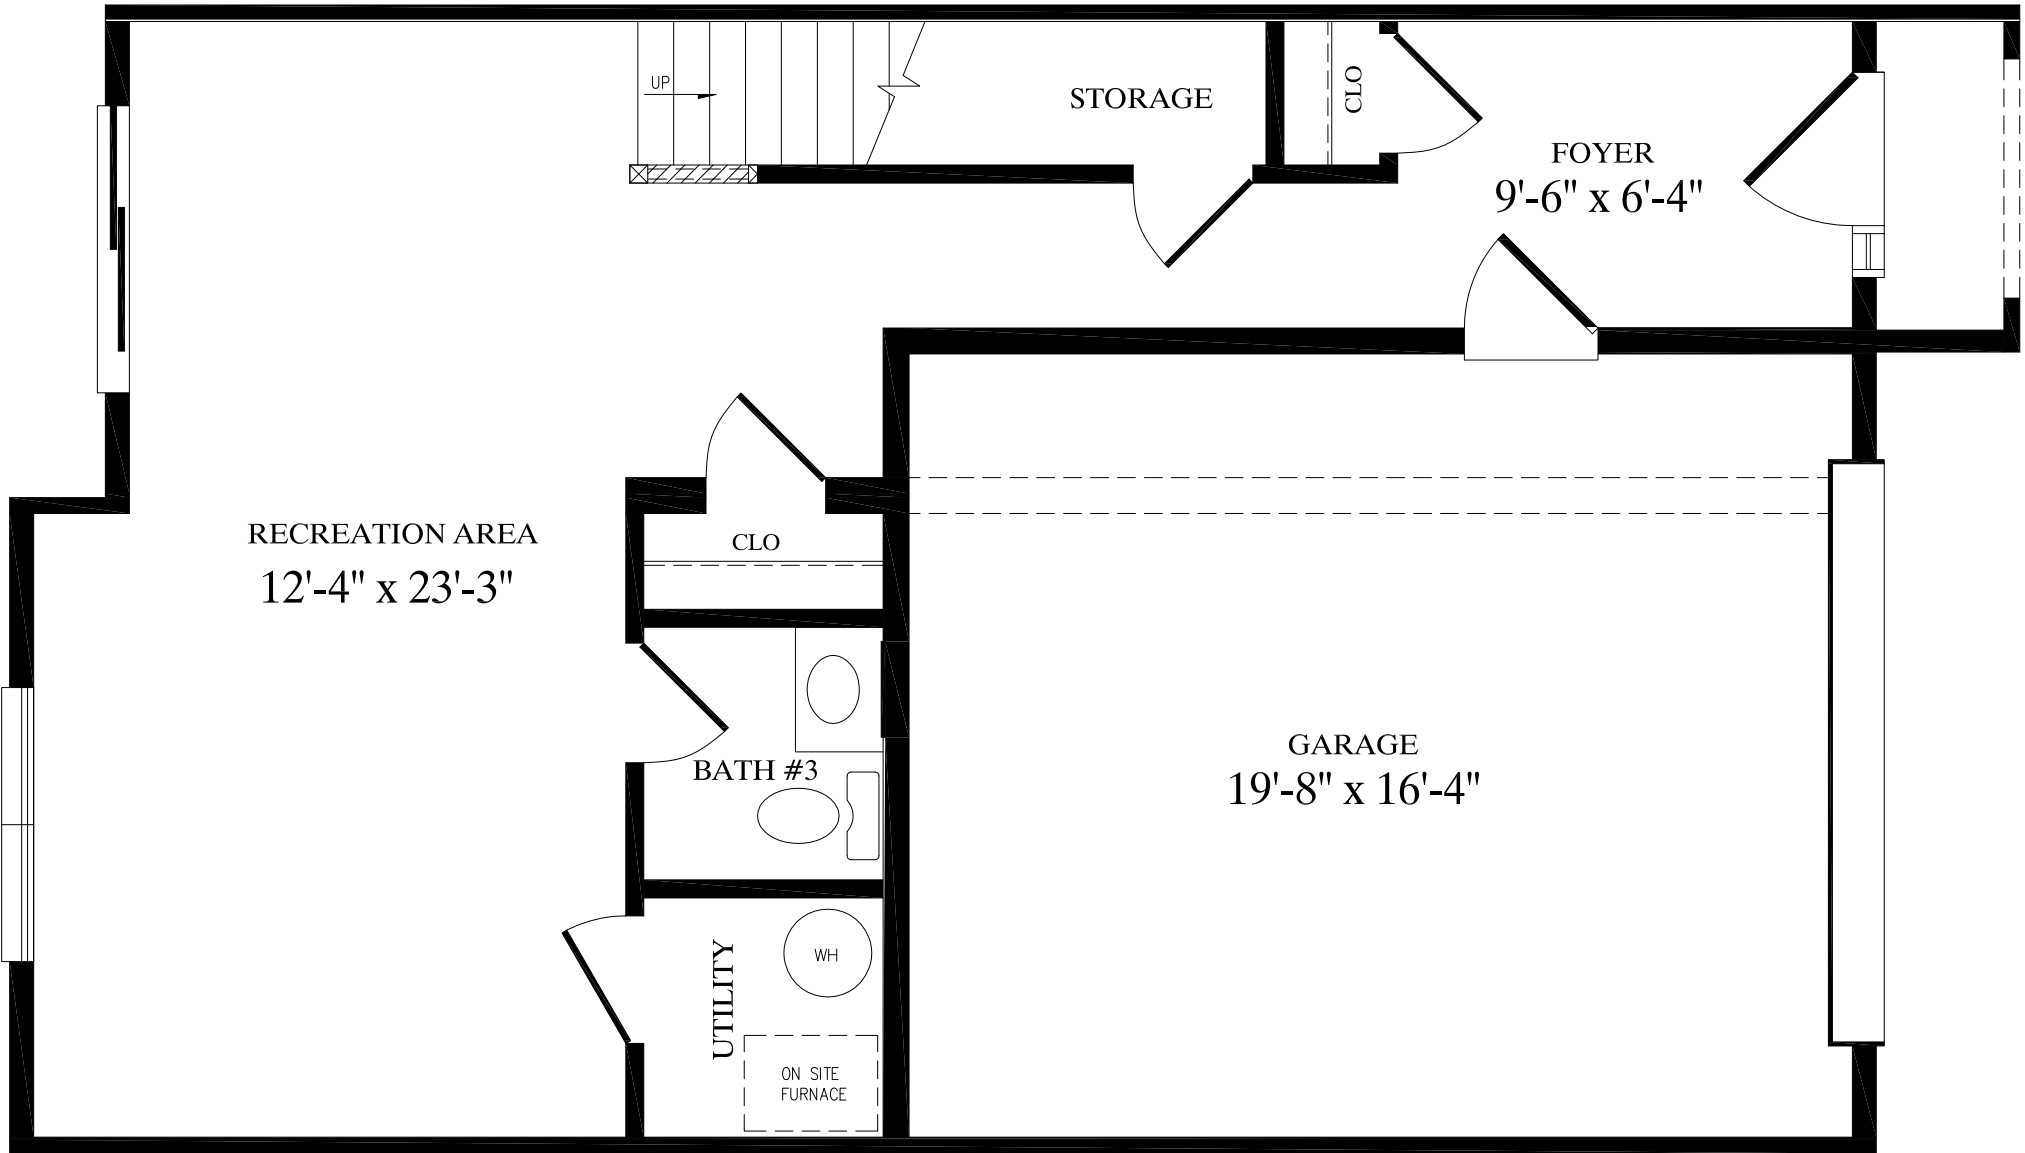 UP
STORAGE
CLO
FOYER
9'-6" x 6'-4"
RECREATION AREA
12'-4" x 23'-3"
CLO
BATH #3
GARAGE
19'-8" x 16'-4"
UTILITY
WH
ON SITE
FURNACE